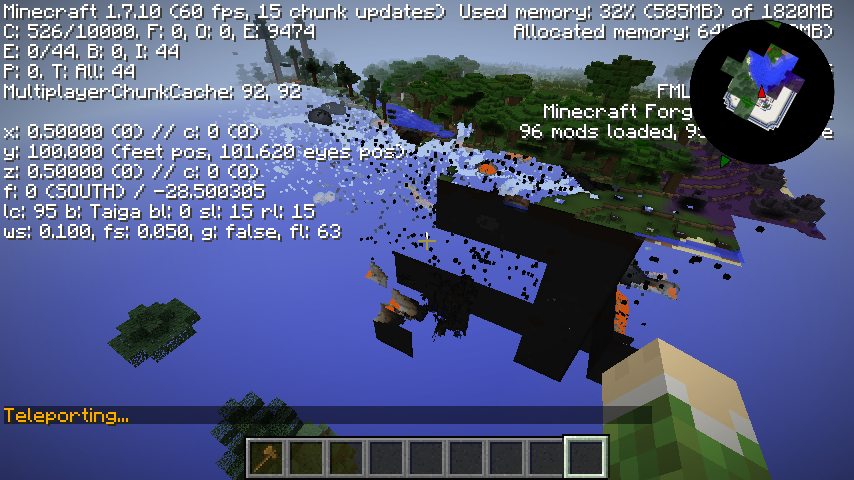 Minecraft 1.7.10 (60 fps, 15 chunk updates)
C: 526/10000, F: 0, O: 0, E: 9474
E: 0/44, B: 0, I: 44
P: 0, T: All: 44
MultiplayerChunkCache: 92, 92
x: 0.50000 (0) // c: 0 (0)
y: 100.000 (feet pos, 101.620 eyes pos)
z: 0.50000 (0) // c: 0 (0)
f: 0 (SOUTH) / -28.500305
lc: 95 b: Taiga bl: 0 sl: 15 rl: 15
ws: 0.100, fs: 0.050, g: false, fl: 63
Used memory: 32% (585MB) of 1820MB
Allocated memory:
FML
Minecraft
96 mods loaded,
Teleporting...